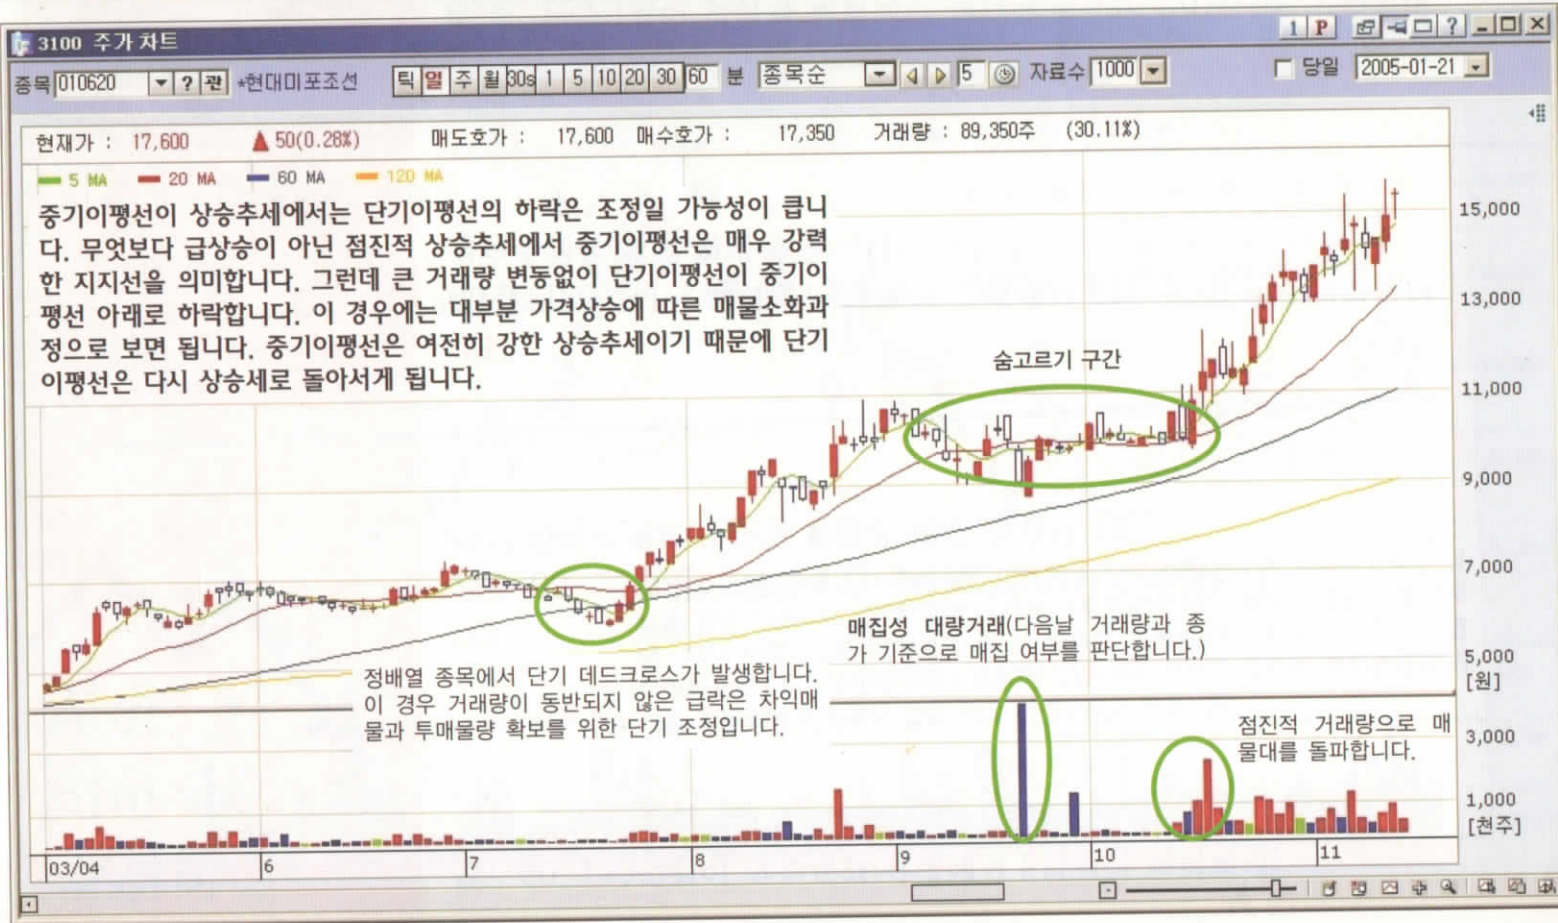 3100 주가차트
1 P ?
종목 010620 ? 관 *현대미포조선 틱 일 주 월 30s 1 5 10 20 30 60 분 종목순 5 자료수 1000 당일 2005-01-21
현재가 : 17,600 ▲ 50(0.28%) 매도호가 : 17,600 매수호가 : 17,350 거래량 : 89,350주 (30.11%)
5 MA 20 MA 60 MA 120 MA
중기이평선이 상승추세에서는 단기이평선의 하락은 조정일 가능성이 큽니
다. 무엇보다 급상승이 아닌 점진적 상승추세에서 중기이평선은 매우 강력
한 지지선을 의미합니다. 그런데 큰 거래량 변동없이 단기이평선이 중기이
평선 아래로 하락합니다. 이 경우에는 대부분 가격상승에 따른 매물소화과
정으로 보면 됩니다. 중기이평선은 여전히 강한 상승추세이기 때문에 단기
이평선은 다시 상승세로 돌아서게 됩니다.
숨고르기 구간
15,000
13,000
11,000
9,000
7,000
5,000
[원]
매집성 대량거래(다음날 거래량과 종
가 기준으로 매집 여부를 판단합니다.)
정배열 종목에서 단기 데드크로스가 발생합니다.
이 경우 거래량이 동반되지 않은 급락은 차익매
물과 투매물량 확보를 위한 단기 조정입니다.
점진적 거래량으로 매
물대를 돌파합니다.
3,000
1,000
[천주]
03/04 6 7 8 9 10 11